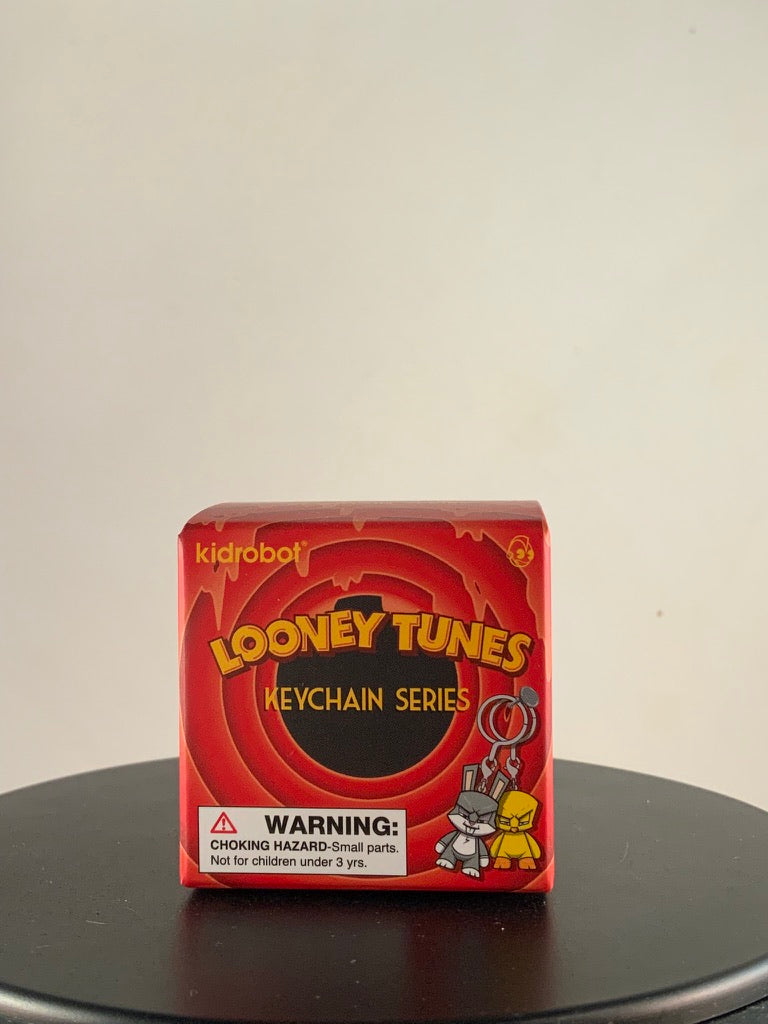 kidrobot®
LOONEY TUNES
KEYCHAIN SERIES
WARNING:
CHOKING HAZARD-Small parts.
Not for children under 3 yrs.